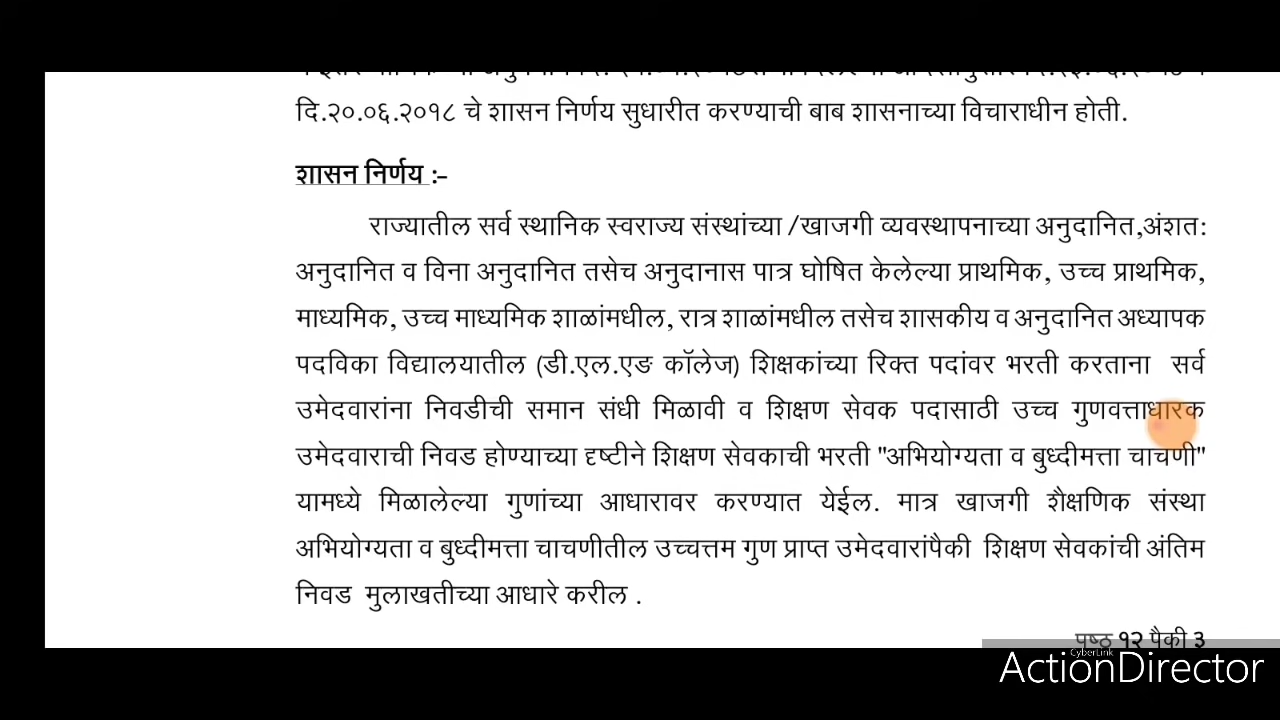 दि.२०.०६.२०१८ चे शासन निर्णय सुधारीत करण्याची बाब शासनाच्या विचाराधीन होती.
शासन निर्णय :-
राज्यातील सर्व स्थानिक स्वराज्य संस्थांच्या /खाजगी व्यवस्थापनाच्या अनुदानित,अंशत:
अनुदानित व विना अनुदानित तसेच अनुदानास पात्र घोषित केलेल्या प्राथमिक, उच्च प्राथमिक,
माध्यमिक, उच्च माध्यमिक शाळांमधील, रात्र शाळांमधील तसेच शासकीय व अनुदानित अध्यापक
पदविका विद्यालयातील (डी.एल.एङ कॉलेज) शिक्षकांच्या रिक्त पदांवर भरती करताना सर्व
उमेदवारांना निवडीची समान संधी मिळावी व शिक्षण सेवक पदासाठी उच्च गुणवत्ताधारक
उमेदवाराची निवड होण्याच्या दृष्टीने शिक्षण सेवकाची भरती "अभियोग्यता व बुध्दीमत्ता चाचणी"
यामध्ये मिळालेल्या गुणांच्या आधारावर करण्यात येईल. मात्र खाजगी शैक्षणिक संस्था
अभियोग्यता व बुध्दीमत्ता चाचणीतील उच्चत्तम गुण प्राप्त उमेदवारांपैकी शिक्षण सेवकांची अंतिम
निवड मुलाखतीच्या आधारे करील .
पृष्ठ १२ पैकी ३
CyberLink
ActionDirector